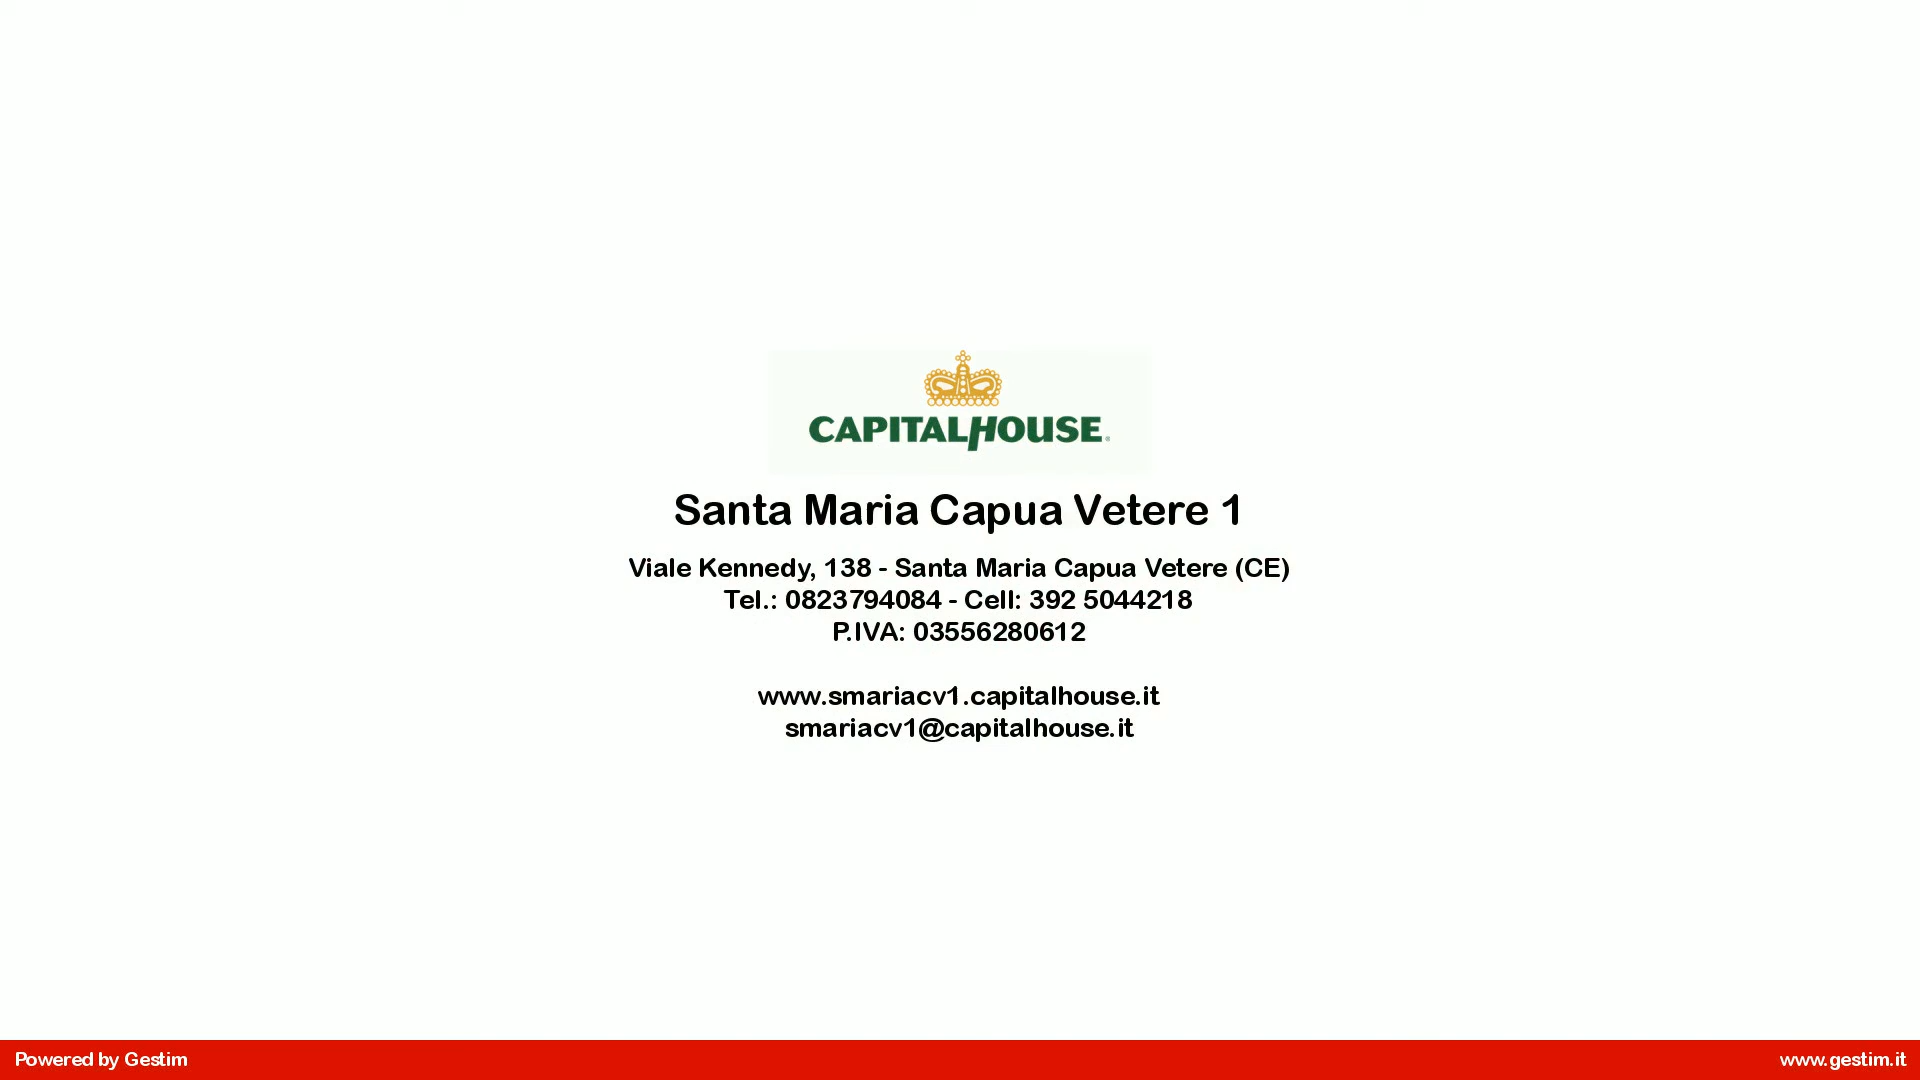 CAPITALHOUSE
Santa Maria Capua Vetere 1
Viale Kennedy, 138 - Santa Maria Capua Vetere (CE)
Tel.: 0823794084 - Cell: 392 5044218
P.IVA: 03556280612
www.smariacv1.capitalhouse.it
smariacv1@capitalhouse.it
Powered by Gestim
www.gestim.it